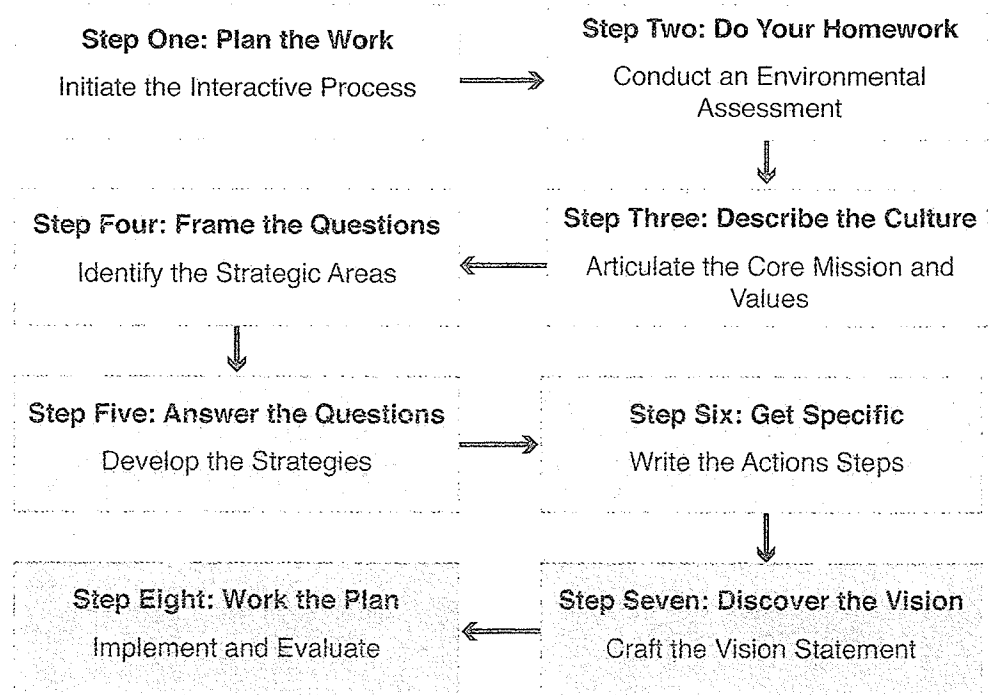 Step One: Plan the Work
Initiate the Interactive Process
Step Two: Do Your Homework
Conduct an Environmental
Assessment
Step Three: Describe the Culture
Articulate the Core Mission and
Values
Step Four: Frame the Questions
Identify the Strategic Areas
Step Five: Answer the Questions
Develop the Strategies
Step Six: Get Specific
Write the Actions Steps
Step Seven: Discover the Vision
Craft the Vision Statement
Step Eight: Work the Plan
Implement and Evaluate